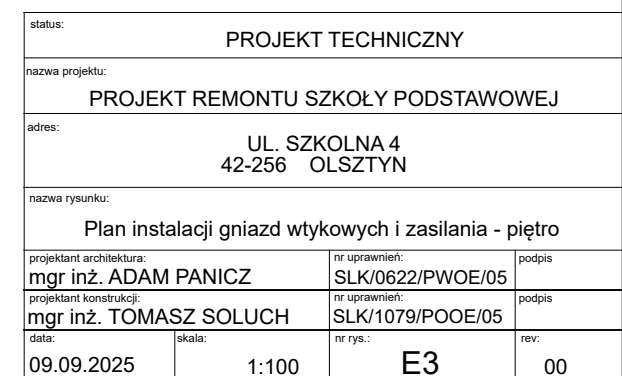 status:
PROJEKT TECHNICZNY
nazwa projektu:
PROJEKT REMONTU SZKOŁY PODSTAWOWEJ
adres:
UL. SZKOLNA 4
42-256 OLSZTYN
nazwa rysunku:
Plan instalacji gniazd wtykowych i zasilania - piętro
projektant architektura: nr uprawnień: podpis
mgr inż. ADAM PANICZ SLK/0622/PWOE/05
projektant konstrukcji: nr uprawnień: podpis
mgr inż. TOMASZ SOLUCH SLK/1079/POOE/05
data: skala: nr rys.: rev:
09.09.2025 1:100 E3 00